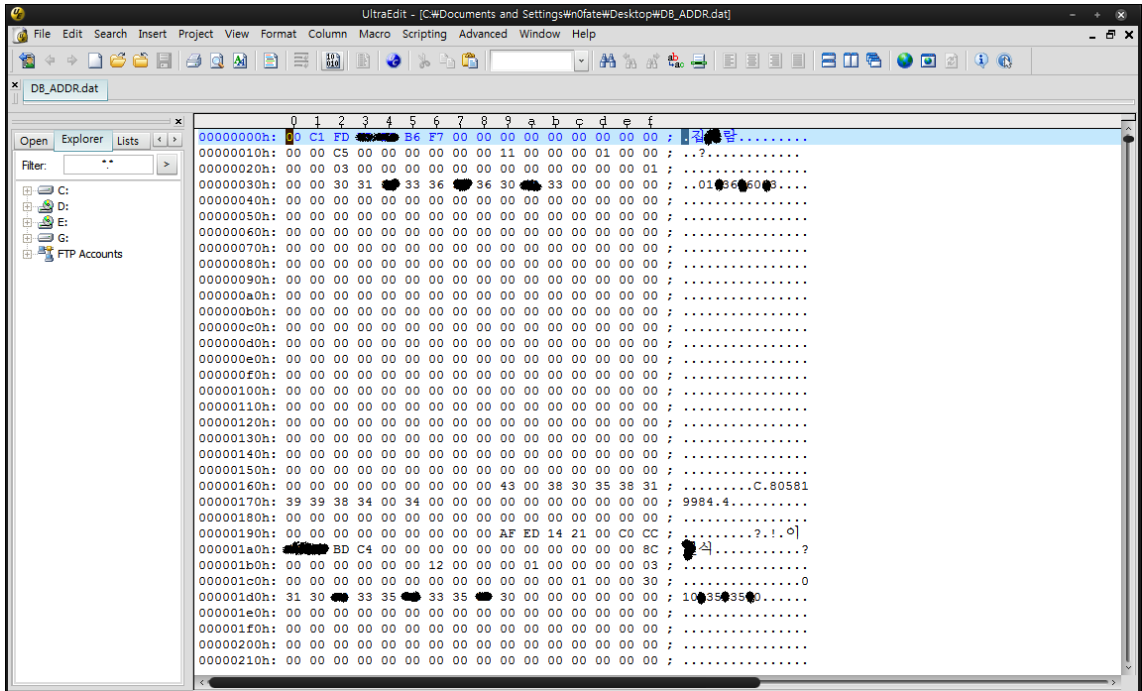 UltraEdit - [C:₩Documents and Settings₩n0fate₩Desktop₩DB_ADDR.dat]
File Edit Search Insert Project View Format Column Macro Scripting Advanced Window Help
DB_ADDR.dat
Open Explorer Lists
Filter: *.*
C:
D:
E:
G:
FTP Accounts
0 1 2 3 4 5 6 7 8 9 a b c d e f
00000000h: 00 C1 FD B6 F7 00 00 00 00 00 00 00 00 00 ; .집 람.........
00000010h: 00 00 C5 00 00 00 00 00 00 11 00 00 00 01 00 00 ; ..?.............
00000020h: 00 00 03 00 00 00 00 00 00 00 00 00 00 00 00 01 ; ................
00000030h: 00 00 30 31 33 36 36 30 33 00 00 00 00 ; ..01 36 60 3....
00000040h: 00 00 00 00 00 00 00 00 00 00 00 00 00 00 00 00 ; ................
00000050h: 00 00 00 00 00 00 00 00 00 00 00 00 00 00 00 00 ; ................
00000060h: 00 00 00 00 00 00 00 00 00 00 00 00 00 00 00 00 ; ................
00000070h: 00 00 00 00 00 00 00 00 00 00 00 00 00 00 00 00 ; ................
00000080h: 00 00 00 00 00 00 00 00 00 00 00 00 00 00 00 00 ; ................
00000090h: 00 00 00 00 00 00 00 00 00 00 00 00 00 00 00 00 ; ................
000000a0h: 00 00 00 00 00 00 00 00 00 00 00 00 00 00 00 00 ; ................
000000b0h: 00 00 00 00 00 00 00 00 00 00 00 00 00 00 00 00 ; ................
000000c0h: 00 00 00 00 00 00 00 00 00 00 00 00 00 00 00 00 ; ................
000000d0h: 00 00 00 00 00 00 00 00 00 00 00 00 00 00 00 00 ; ................
000000e0h: 00 00 00 00 00 00 00 00 00 00 00 00 00 00 00 00 ; ................
000000f0h: 00 00 00 00 00 00 00 00 00 00 00 00 00 00 00 00 ; ................
00000100h: 00 00 00 00 00 00 00 00 00 00 00 00 00 00 00 00 ; ................
00000110h: 00 00 00 00 00 00 00 00 00 00 00 00 00 00 00 00 ; ................
00000120h: 00 00 00 00 00 00 00 00 00 00 00 00 00 00 00 00 ; ................
00000130h: 00 00 00 00 00 00 00 00 00 00 00 00 00 00 00 00 ; ................
00000140h: 00 00 00 00 00 00 00 00 00 00 00 00 00 00 00 00 ; ................
00000150h: 00 00 00 00 00 00 00 00 00 00 00 00 00 00 00 00 ; ................
00000160h: 00 00 00 00 00 00 00 00 00 43 00 38 30 35 38 31 ; .........C.80581
00000170h: 39 39 38 34 00 34 00 00 00 00 00 00 00 00 00 00 ; 9984.4..........
00000180h: 00 00 00 00 00 00 00 00 00 00 00 00 00 00 00 00 ; ................
00000190h: 00 00 00 00 00 00 00 00 00 AF ED 14 21 00 C0 CC ; .........?.!.이
000001a0h: BD C4 00 00 00 00 00 00 00 00 00 00 00 8C ; 식...........?
000001b0h: 00 00 00 00 00 00 12 00 00 00 01 00 00 00 00 03 ; ................
000001c0h: 00 00 00 00 00 00 00 00 00 00 00 00 01 00 00 30 ; ...............0
000001d0h: 31 30 33 35 33 35 30 00 00 00 00 00 00 ; 10 35 35 0......
000001e0h: 00 00 00 00 00 00 00 00 00 00 00 00 00 00 00 00 ; ................
000001f0h: 00 00 00 00 00 00 00 00 00 00 00 00 00 00 00 00 ; ................
00000200h: 00 00 00 00 00 00 00 00 00 00 00 00 00 00 00 00 ; ................
00000210h: 00 00 00 00 00 00 00 00 00 00 00 00 00 00 00 00 ; ................